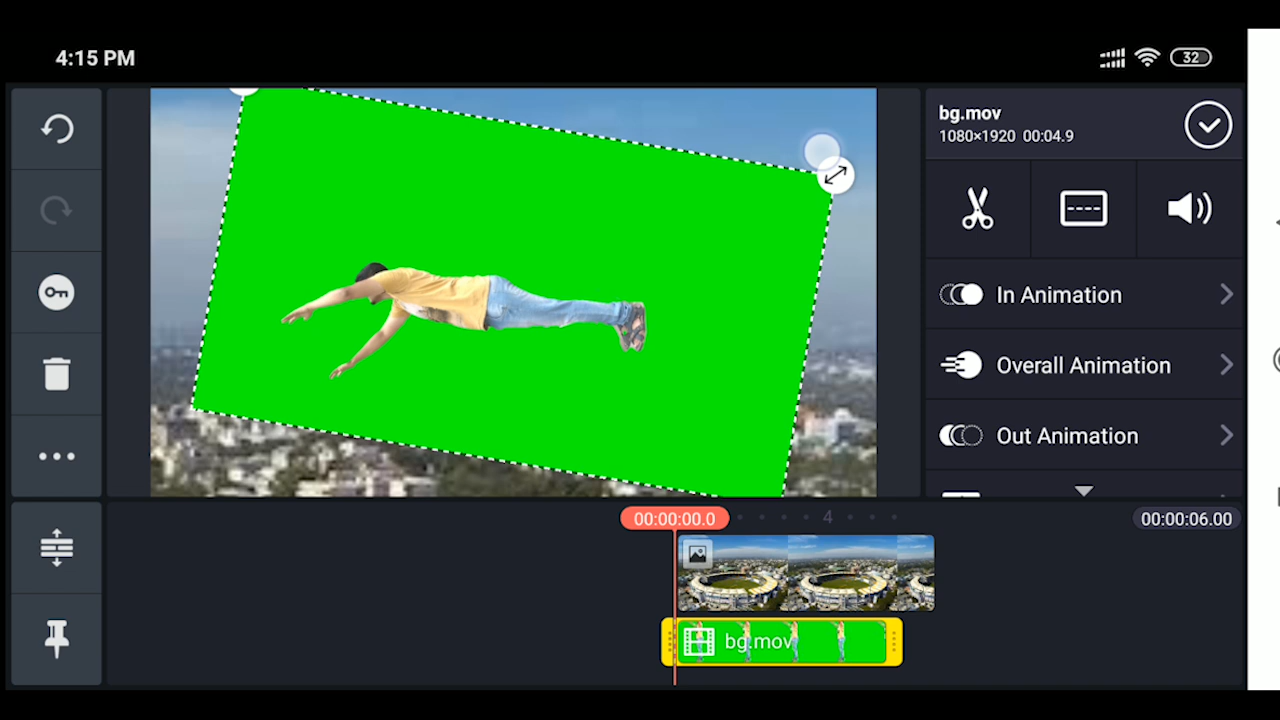 4:15 PM
32
bg.mov
1080×1920 00:04.9
In Animation
Overall Animation
Out Animation
00:00:00.0
4
00:00:06.00
bg.mov